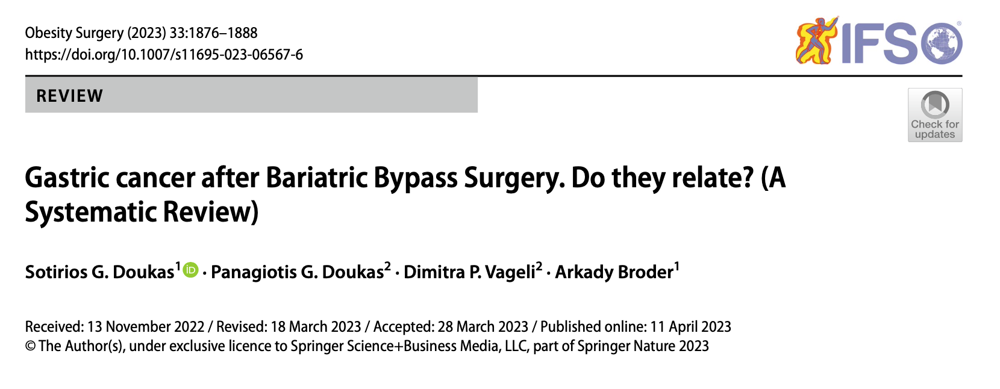 Obesity Surgery (2023) 33:1876–1888
https://doi.org/10.1007/s11695-023-06567-6
IFSO®
REVIEW
Check for
updates
Gastric cancer after Bariatric Bypass Surgery. Do they relate? (A
Systematic Review)
Sotirios G. Doukas1 iD · Panagiotis G. Doukas2 · Dimitra P. Vageli2 · Arkady Broder1
Received: 13 November 2022 / Revised: 18 March 2023 / Accepted: 28 March 2023 / Published online: 11 April 2023
© The Author(s), under exclusive licence to Springer Science+Business Media, LLC, part of Springer Nature 2023